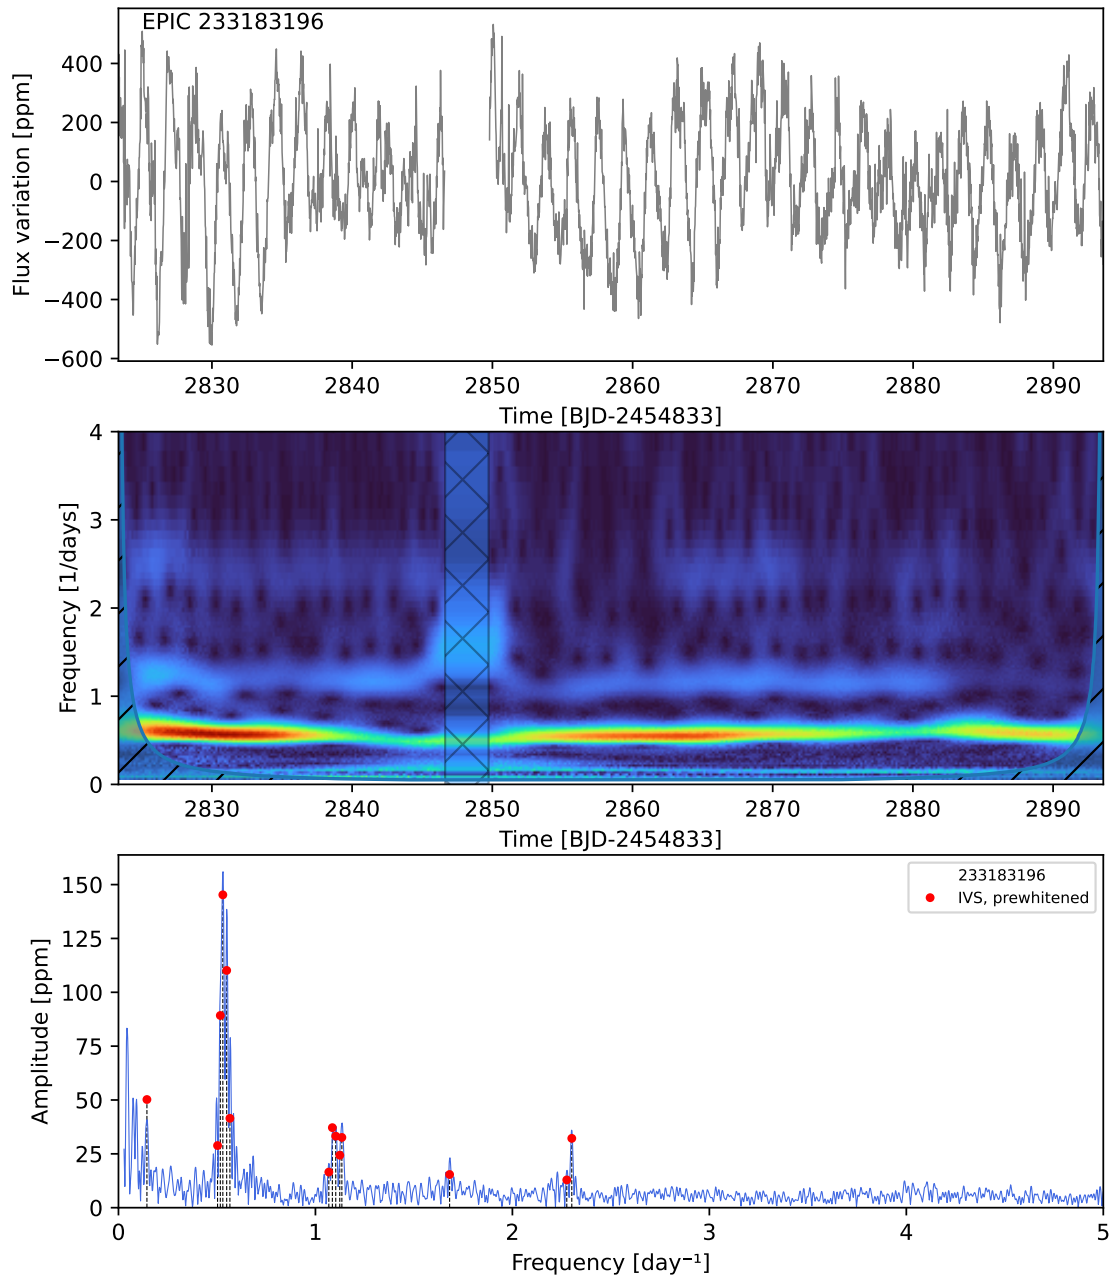 EPIC 233183196
400
200
0
−200
−400
−600
Flux variation [ppm]
2830 2840 2850 2860 2870 2880 2890
Time [BJD-2454833]
4
3
2
1
0
Frequency [1/days]
2830 2840 2850 2860 2870 2880 2890
Time [BJD-2454833]
150
125
100
75
50
25
0
Amplitude [ppm]
233183196
IVS, prewhitened
0 1 2 3 4 5
Frequency [day⁻¹]